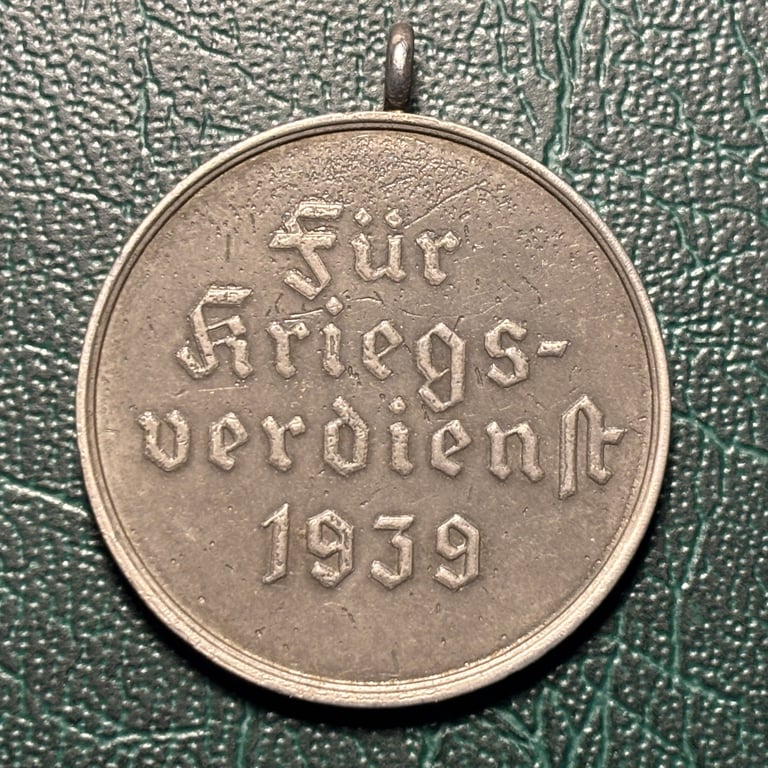 Für
Kriegs-
verdienst
1939